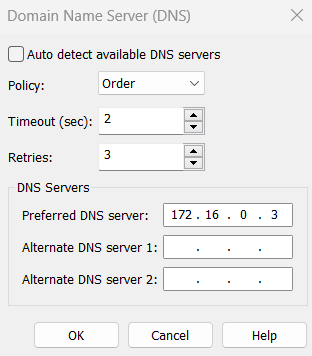 Domain Name Server (DNS)
Auto detect available DNS servers
Policy: Order
Timeout (sec): 2
Retries: 3
DNS Servers
Preferred DNS server: 172 . 16 . 0 . 3
Alternate DNS server 1: . . .
Alternate DNS server 2: . . .
OK Cancel Help